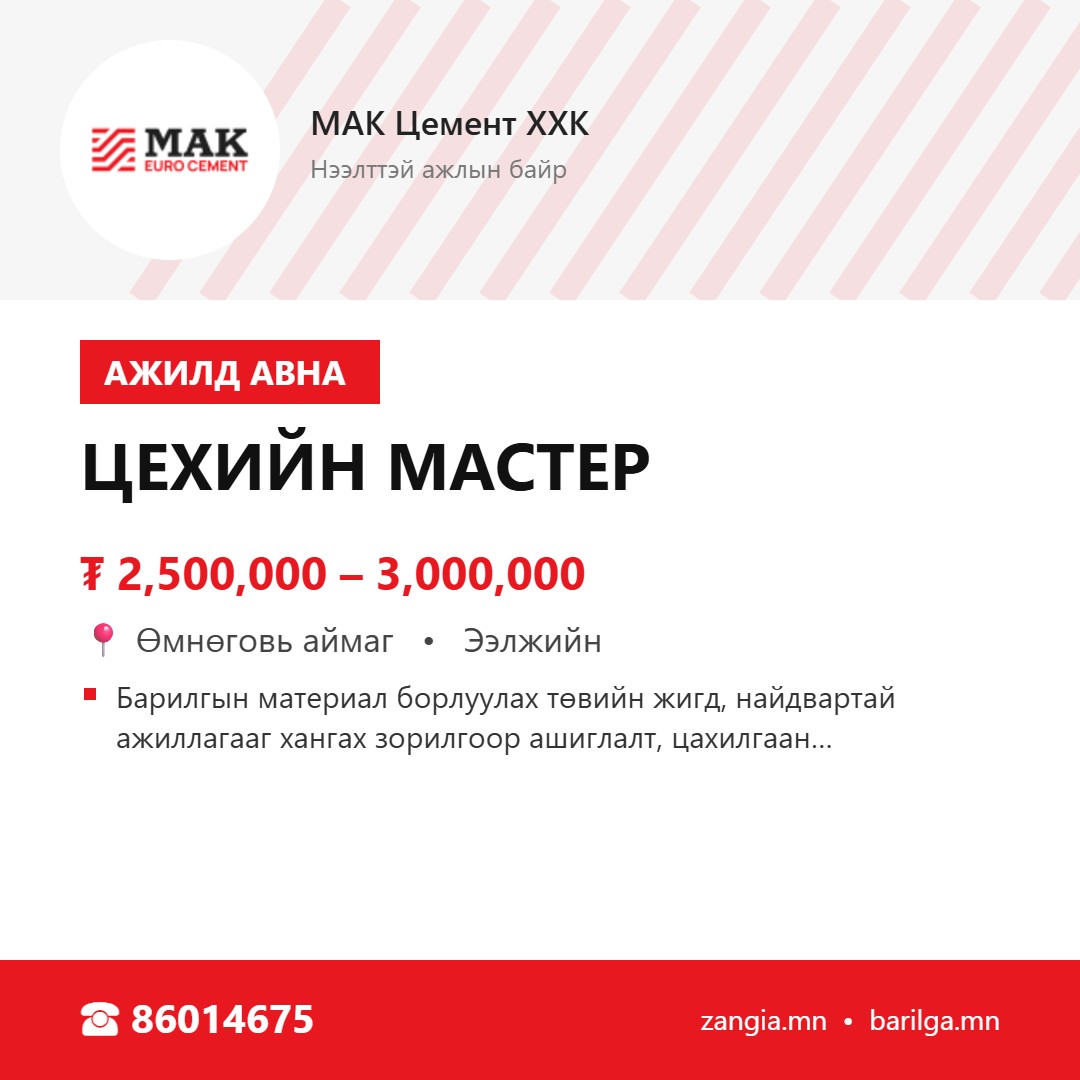 МАК
EURO CEMENT
МАК Цемент ХХК
Нээлттэй ажлын байр
АЖИЛД АВНА
ЦЕХИЙН МАСТЕР
₮ 2,500,000 – 3,000,000
Өмнөговь аймаг • Ээлжийн
Барилгын материал борлуулах төвийн жигд, найдвартай
ажиллагааг хангах зорилгоор ашиглалт, цахилгаан...
☎ 86014675
zangia.mn • barilga.mn